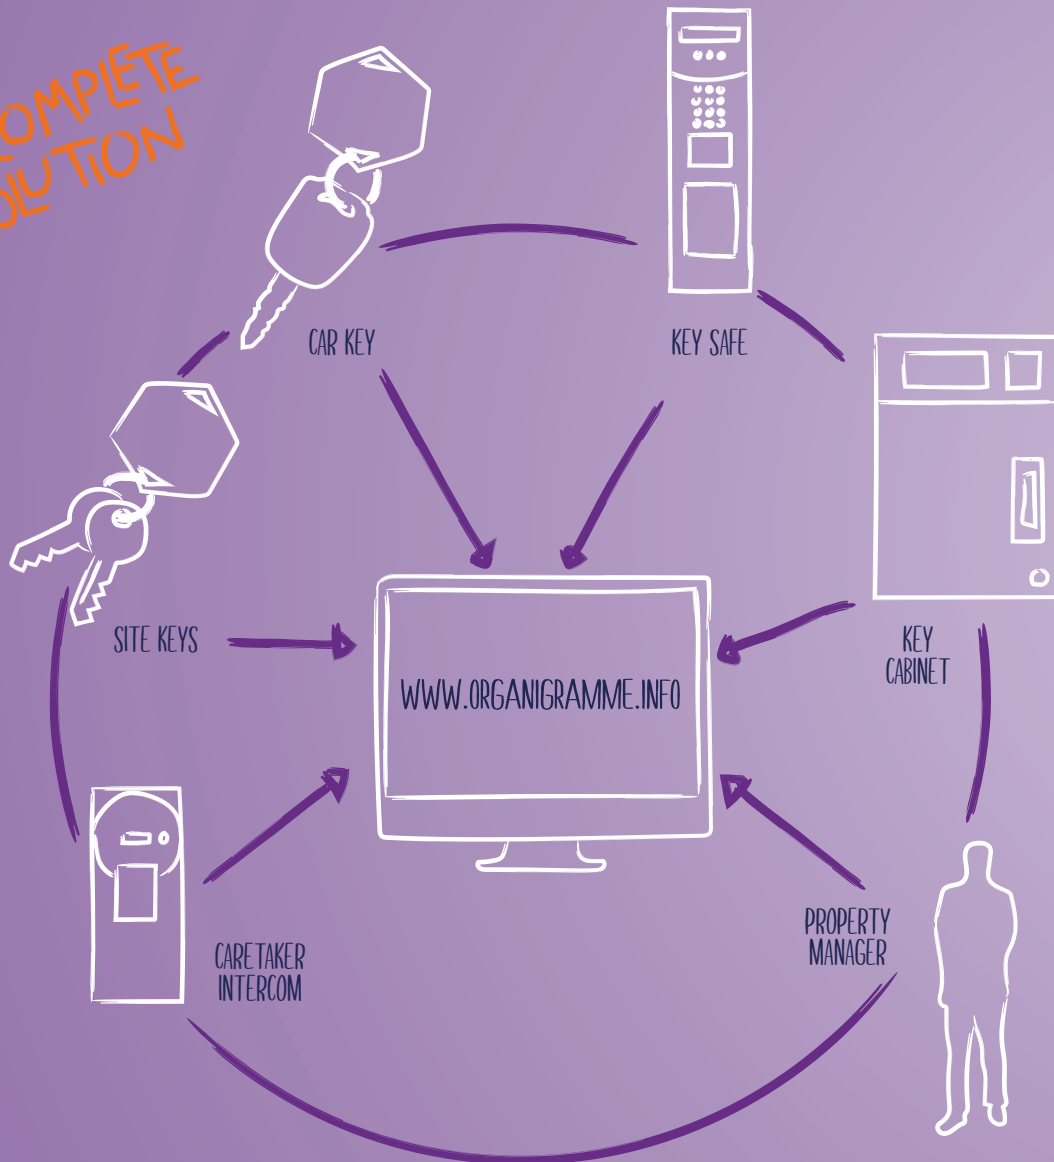 OMPLETE
OLUTION
CAR KEY
KEY SAFE
SITE KEYS
WWW.ORGANIGRAMME.INFO
KEY
CABINET
PROPERTY
MANAGER
CARETAKER
INTERCOM